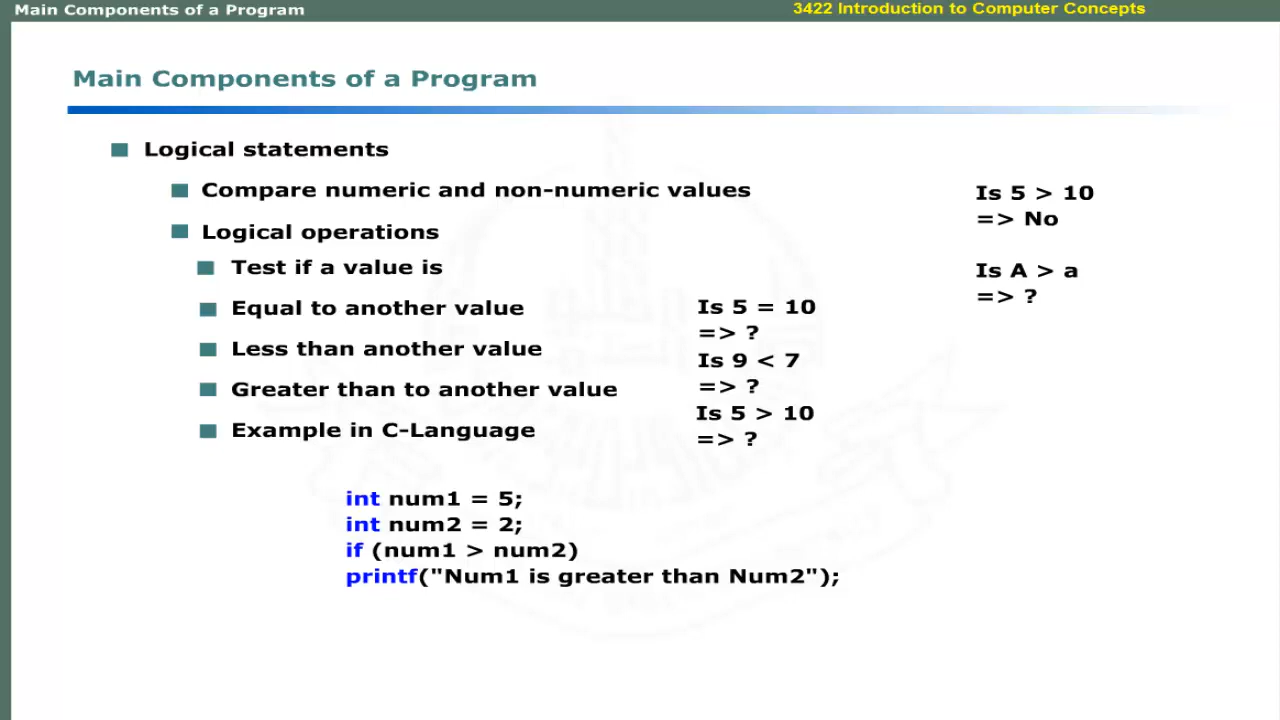 Main Components of a Program
3422 Introduction to Computer Concepts
Main Components of a Program
Logical statements
Compare numeric and non-numeric values
Is 5 > 10
=> No
Logical operations
Test if a value is
Is A > a
=> ?
Equal to another value
Is 5 = 10
=> ?
Less than another value
Is 9 < 7
=> ?
Greater than to another value
Is 5 > 10
=> ?
Example in C-Language
int num1 = 5;
int num2 = 2;
if (num1 > num2)
printf("Num1 is greater than Num2");